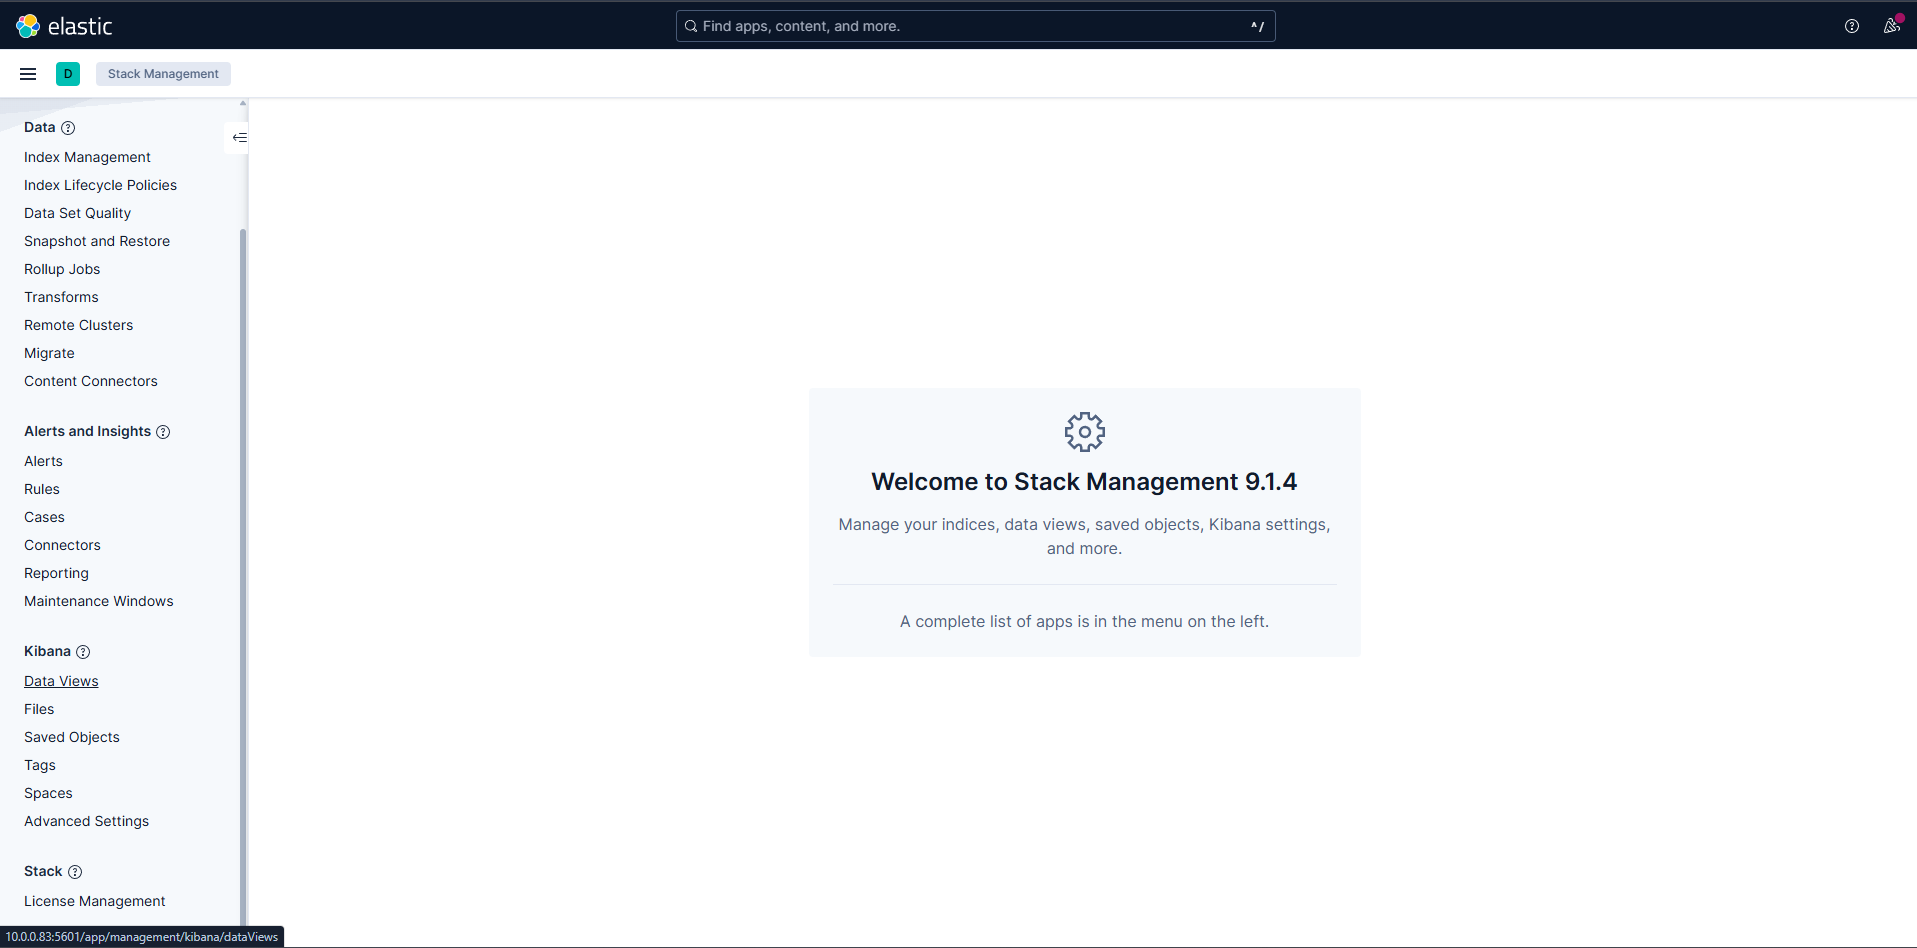 elastic
Find apps, content, and more.
^/
D
Stack Management
Data
Index Management
Index Lifecycle Policies
Data Set Quality
Snapshot and Restore
Rollup Jobs
Transforms
Remote Clusters
Migrate
Content Connectors
Alerts and Insights
Alerts
Rules
Cases
Connectors
Reporting
Maintenance Windows
Kibana
Data Views
Files
Saved Objects
Tags
Spaces
Advanced Settings
Stack
License Management
Welcome to Stack Management 9.1.4
Manage your indices, data views, saved objects, Kibana settings,
and more.
A complete list of apps is in the menu on the left.
10.0.0.83:5601/app/management/kibana/dataViews